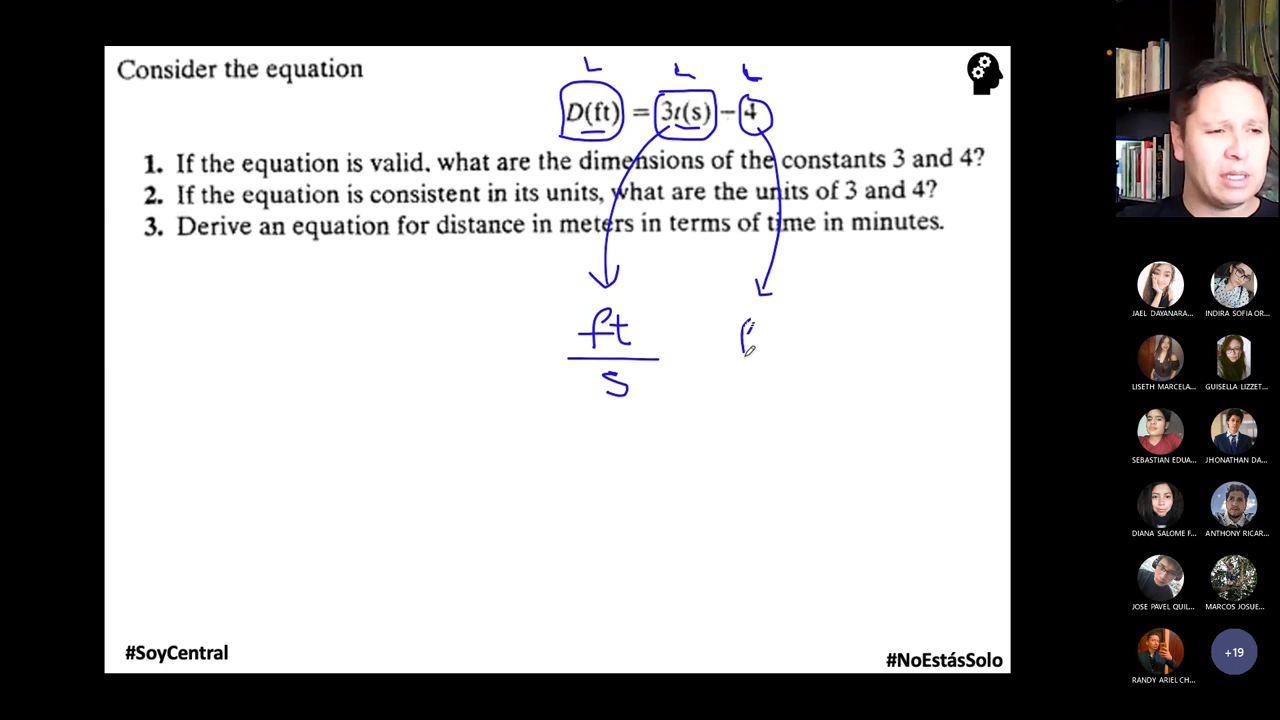 Consider the equation
L L L
D(ft) = 3t(s) − 4
1. If the equation is valid. what are the dimensions of the constants 3 and 4?
2. If the equation is consistent in its units, what are the units of 3 and 4?
3. Derive an equation for distance in meters in terms of time in minutes.
ft
s
#SoyCentral
#NoEstásSolo
JAEL DAYANARA...
INDIRA SOFIA OR...
LISETH MARCELA...
GUISELLA LIZZET...
SEBASTIAN EDUA...
JHONATHAN DA...
DIANA SALOME F...
ANTHONY RICAR...
JOSE PAVEL QUIL...
MARCOS JOSUE...
RANDY ARIEL CH...
+19